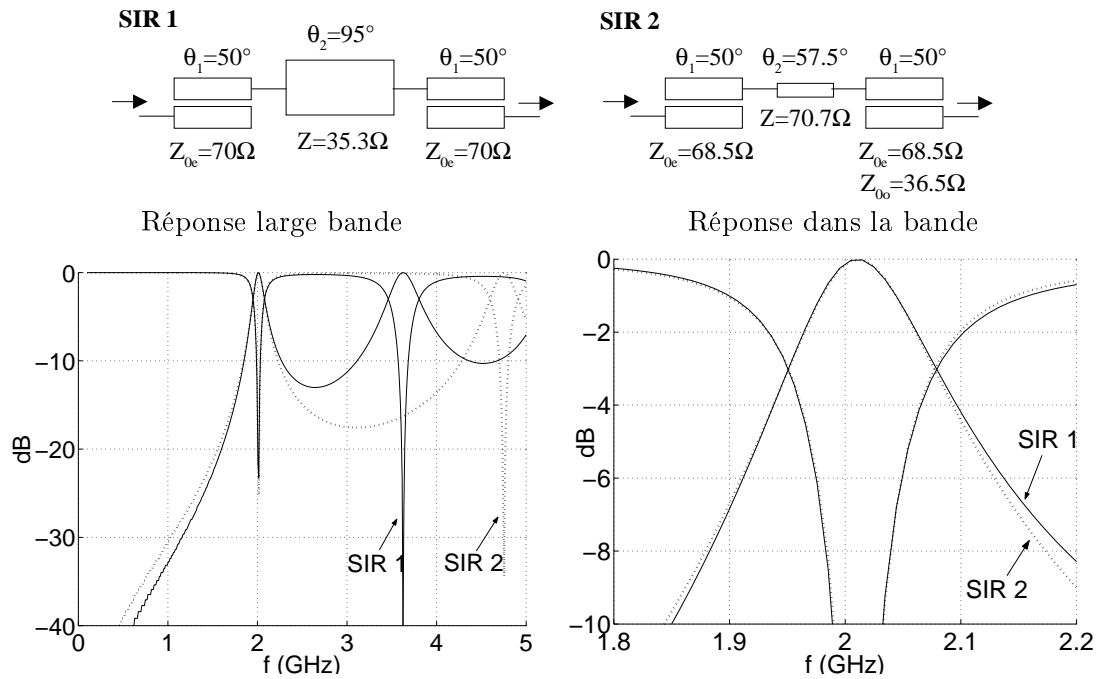 SIR 1
θ1=50°
θ2=95°
θ1=50°
Z0e=70Ω
Z=35.3Ω
Z0e=70Ω
SIR 2
θ1=50°
θ2=57.5°
θ1=50°
Z=70.7Ω
Z0e=68.5Ω
Z0e=68.5Ω
Z0o=36.5Ω
Réponse large bande
0
−10
−20
−30
−40
dB
SIR 1
SIR 2
0
1
2
3
4
5
f (GHz)
Réponse dans la bande
0
−2
−4
−6
−8
−10
dB
SIR 1
SIR 2
1.8
1.9
2
2.1
2.2
f (GHz)